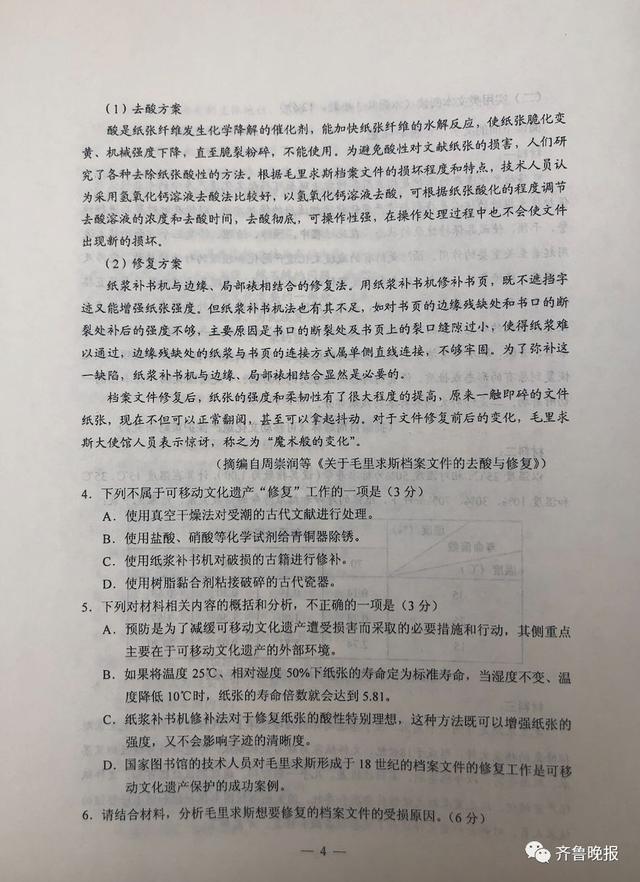 (1)去酸方案
酸是纸张纤维发生化学降解的催化剂,能加快纸张纤维的水解反应,使纸张脆化变
黄、机械强度下降,直至脆裂粉碎,不能使用。为避免酸性对文献纸张的损害,人们研
究了各种去除纸张酸性的方法。根据毛里求斯档案文件的损坏程度和特点,技术人员认
为采用氢氧化钙溶液去酸法比较好,以氢氧化钙溶液去酸,可根据纸张酸化的程度调节
去酸溶液的浓度和去酸时间,去酸彻底,可操作性强,在操作处理过程中也不会使文件
出现新的损坏。
(2)修复方案
纸浆补书机与边缘、局部裱相结合的修复法。用纸浆补书机修补书页,既不遮挡字
迹又能增强纸张强度。但纸浆补书机法也有其不足,如对书页的边缘残缺处和书口的断
裂处补后的强度不够,主要原因是书口的断裂处及书页上的裂口缝隙过小,使得纸浆难
以通过,边缘残缺处的纸浆与书页的连接方式属单侧直线连接,不够牢固。为了弥补这
一缺陷,纸浆补书机与边缘、局部裱相结合显然是必要的。
档案文件修复后,纸张的强度和柔韧性有了很大程度的提高,原来一触即碎的文件
纸张,现在不但可以正常翻阅,甚至可以拿起抖动。对于文件修复前后的变化,毛里求
斯大使馆人员表示惊讶,称之为“魔术般的变化”。
(摘编自周崇润等《关于毛里求斯档案文件的去酸与修复》)
4. 下列不属于可移动文化遗产“修复”工作的一项是(3分)
A. 使用真空干燥法对受潮的古代文献进行处理。
B. 使用盐酸、硝酸等化学试剂给青铜器除锈。
C. 使用纸浆补书机对破损的古籍进行修补。
D. 使用树脂黏合剂粘接破碎的古代瓷器。
5. 下列对材料相关内容的概括和分析,不正确的一项是(3分)
A. 预防是为了减缓可移动文化遗产遭受损害而采取的必要措施和行动,其侧重点
主要在于可移动文化遗产的外部环境。
B. 如果将温度25℃、相对湿度50%下纸张的寿命定为标准寿命,当湿度不变、温
度降低10℃时,纸张的寿命倍数就会达到5.81。
C. 纸浆补书机修补法对于修复纸张的酸性特别理想,这种方法既可以增强纸张的
强度,又不会影响字迹的清晰度。
D. 国家图书馆的技术人员对毛里求斯形成于18世纪的档案文件的修复工作是可移
动文化遗产保护的成功案例。
6. 请结合材料,分析毛里求斯想要修复的档案文件的受损原因。(6分)
— 4 —
齐鲁晚报